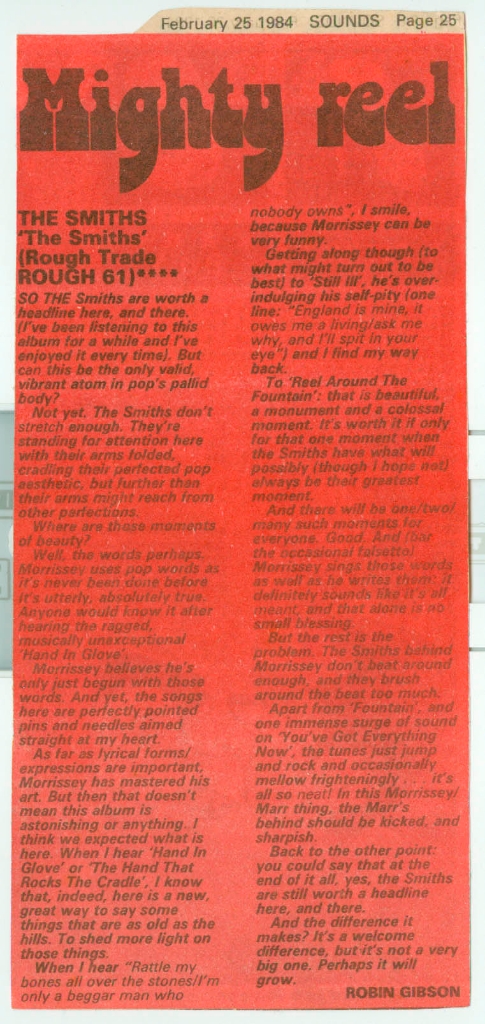 February 25 1984 SOUNDS Page 25
Mighty reel
THE SMITHS
'The Smiths'
(Rough Trade
ROUGH 61)****
SO THE Smiths are worth a
headline here, and there.
(I've been listening to this
album for a while and I've
enjoyed it every time). But
can this be the only valid,
vibrant atom in pop's pallid
body?
Not yet. The Smiths don't
stretch enough. They're
standing for attention here
with their arms folded,
cradling their perfected pop
aesthetic, but further than
their arms might reach from
other perfections.
Where are those moments
of beauty?
Well, the words perhaps.
Morrissey uses pop words as
it's never been done before
it's utterly, absolutely true.
Anyone would know it after
hearing the ragged,
musically unexceptional
'Hand In Glove'.
Morrissey believes he's
only just begun with those
words. And yet, the songs
here are perfectly pointed
pins and needles aimed
straight at my heart.
As far as lyrical forms/
expressions are important,
Morrissey has mastered his
art. But then that doesn't
mean this album is
astonishing or anything. I
think we expected what is
here. When I hear 'Hand In
Glove' or 'The Hand That
Rocks The Cradle', I know
that, indeed, here is a new,
great way to say some
things that are as old as the
hills. To shed more light on
those things.
When I hear "Rattle my
bones all over the stones/I'm
only a beggar man who
nobody owns", I smile,
because Morrissey can be
very funny.
Getting along though (to
what might turn out to be
best) to 'Still Ill', he's over-
indulging his self-pity (one
line: "England is mine, it
owes me a living/ask me
why, and I'll spit in your
eye") and I find my way
back.
To 'Reel Around The
Fountain': that is beautiful,
a monument and a colossal
moment. It's worth it if only
for that one moment when
the Smiths have what will
possibly (though I hope not)
always be their greatest
moment.
And there will be one/two/
many such moments for
everyone. Good. And (bar
the occasional falsetto)
Morrissey sings those words
as well as he writes them: it
definitely sounds like it's all
meant, and that alone is no
small blessing.
But the rest is the
problem. The Smiths behind
Morrissey don't beat around
enough, and they brush
around the beat too much.
Apart from 'Fountain', and
one immense surge of sound
on 'You've Got Everything
Now', the tunes just jump
and rock and occasionally
mellow frighteningly . . . it's
all so neat! In this Morrissey/
Marr thing, the Marr's
behind should be kicked, and
sharpish.
Back to the other point:
you could say that at the
end of it all, yes, the Smiths
are still worth a headline
here, and there.
And the difference it
makes? It's a welcome
difference, but it's not a very
big one. Perhaps it will
grow.
ROBIN GIBSON